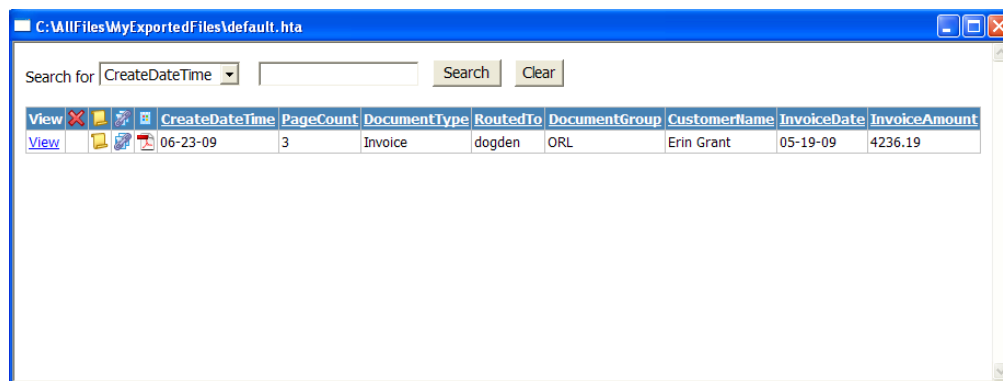 C:\AllFiles\MyExportedFiles\default.hta
Search for CreateDateTime Search Clear
View CreateDateTime PageCount DocumentType RoutedTo DocumentGroup CustomerName InvoiceDate InvoiceAmount
View 06-23-09 3 Invoice dogden ORL Erin Grant 05-19-09 4236.19